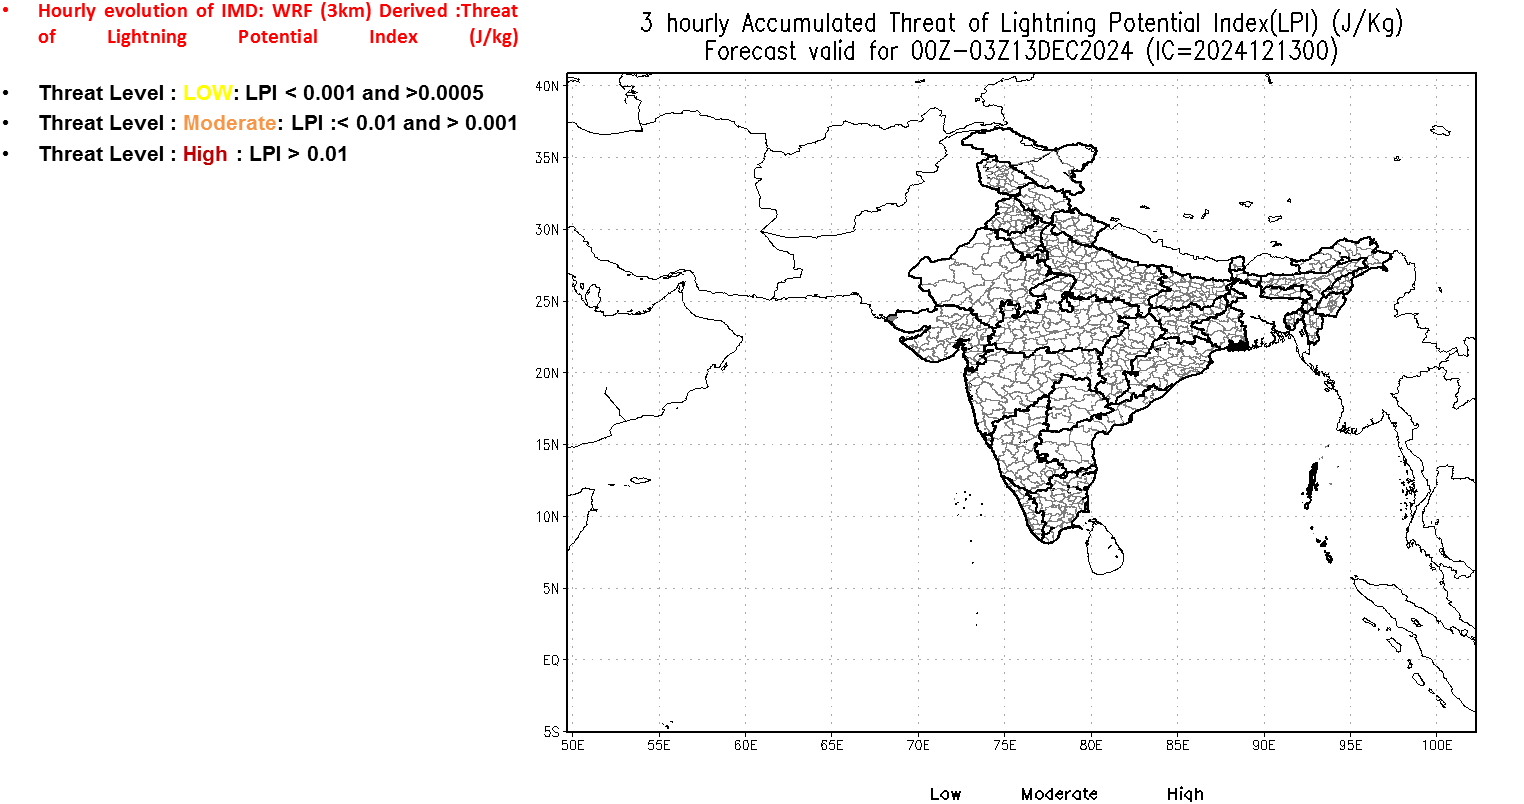 • Hourly evolution of IMD: WRF (3km) Derived :Threat
of Lightning Potential Index (J/kg)
• Threat Level : LOW: LPI < 0.001 and >0.0005
• Threat Level : Moderate: LPI :< 0.01 and > 0.001
• Threat Level : High : LPI > 0.01
3 hourly Accumulated Threat of Lightning Potential Index(LPI) (J/Kg)
Forecast valid for 00Z-03Z13DEC2024 (IC=2024121300)
40N
35N
30N
25N
20N
15N
10N
5N
EQ
5S
50E 55E 60E 65E 70E 75E 80E 85E 90E 95E 100E
Low Moderate High